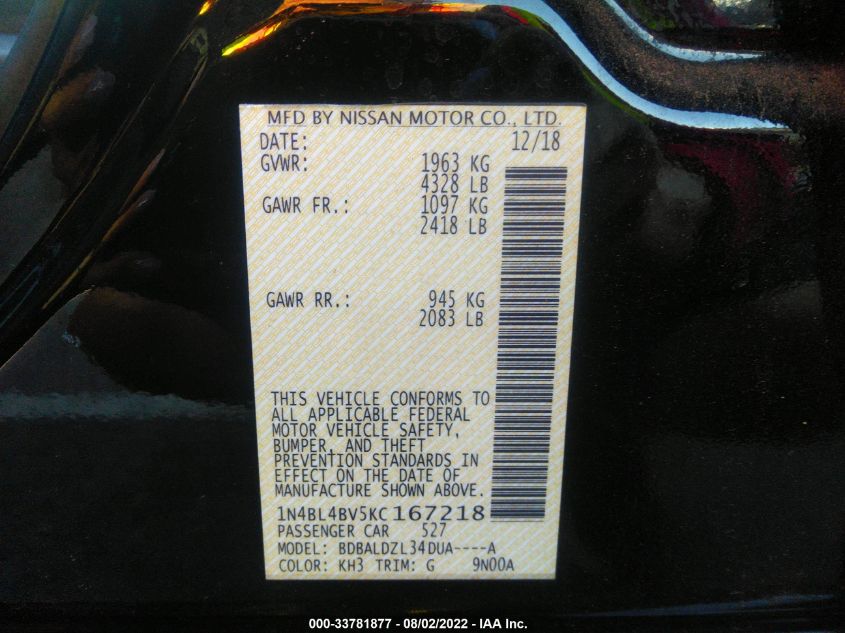 MFD BY NISSAN MOTOR CO., LTD.
DATE: 12/18
GVWR: 1963 KG
4328 LB
GAWR FR.: 1097 KG
2418 LB
GAWR RR.: 945 KG
2083 LB
THIS VEHICLE CONFORMS TO
ALL APPLICABLE FEDERAL
MOTOR VEHICLE SAFETY,
BUMPER, AND THEFT
PREVENTION STANDARDS IN
EFFECT ON THE DATE OF
MANUFACTURE SHOWN ABOVE.
1N4BL4BV5KC167218
PASSENGER CAR 527
MODEL: BDBALDZL34DUA----A
COLOR: KH3 TRIM: G 9N00A
000-33781877 - 08/02/2022 - IAA Inc.